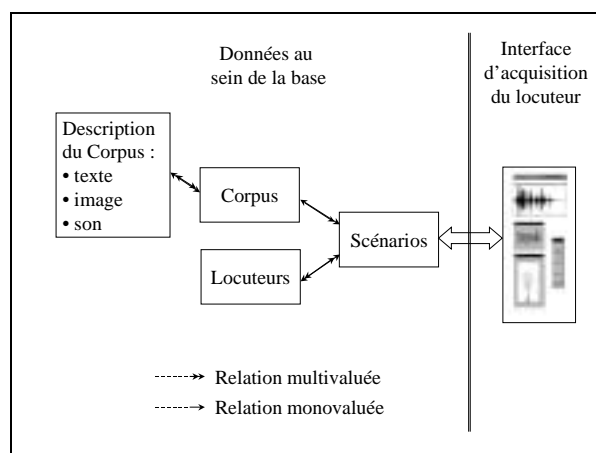 Données au
sein de la base
Interface
d'acquisition
du locuteur
Description
du Corpus :
• texte
• image
• son
Corpus
Locuteurs
Scénarios
Relation multivaluée
Relation monovaluée